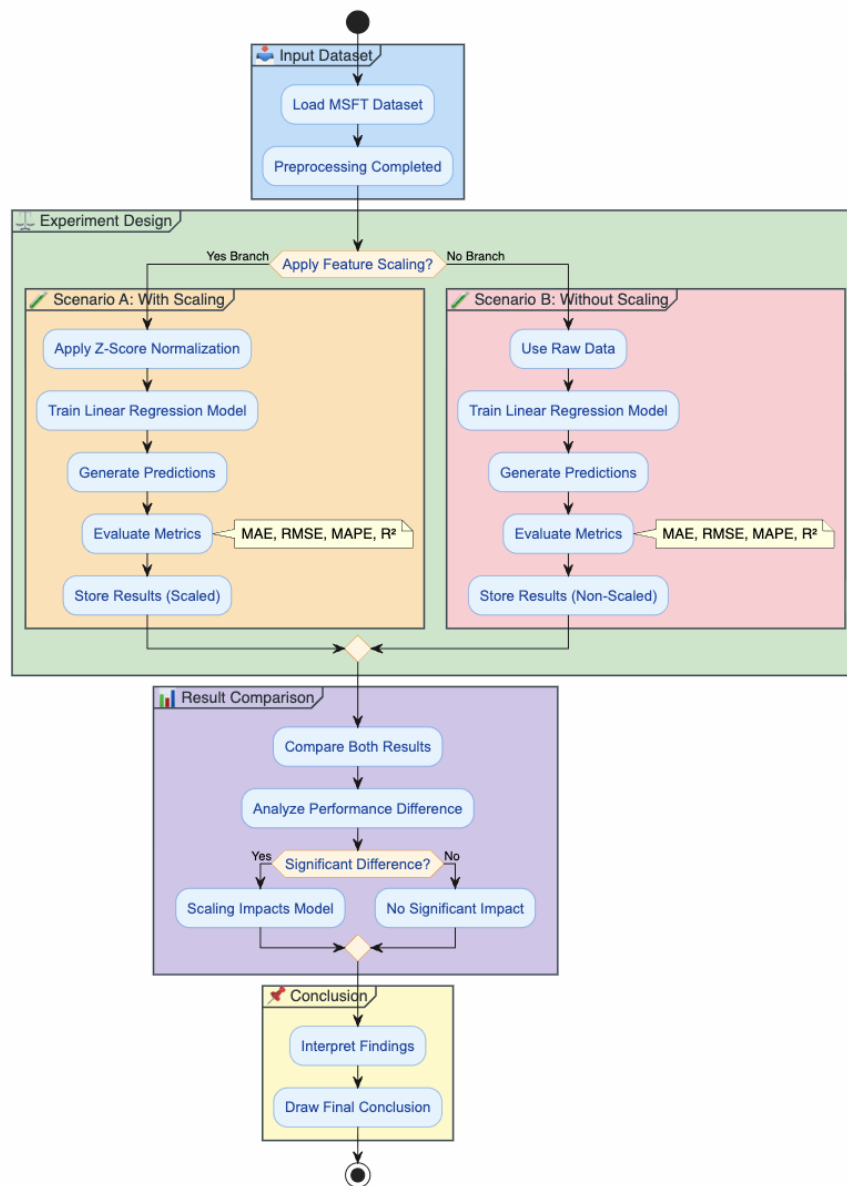 Input Dataset
Load MSFT Dataset
Preprocessing Completed
Experiment Design
Yes Branch
Apply Feature Scaling?
No Branch
Scenario A: With Scaling
Apply Z-Score Normalization
Train Linear Regression Model
Generate Predictions
Evaluate Metrics
MAE, RMSE, MAPE, R²
Store Results (Scaled)
Scenario B: Without Scaling
Use Raw Data
Train Linear Regression Model
Generate Predictions
Evaluate Metrics
MAE, RMSE, MAPE, R²
Store Results (Non-Scaled)
Result Comparison
Compare Both Results
Analyze Performance Difference
Yes
Significant Difference?
No
Scaling Impacts Model
No Significant Impact
Conclusion
Interpret Findings
Draw Final Conclusion